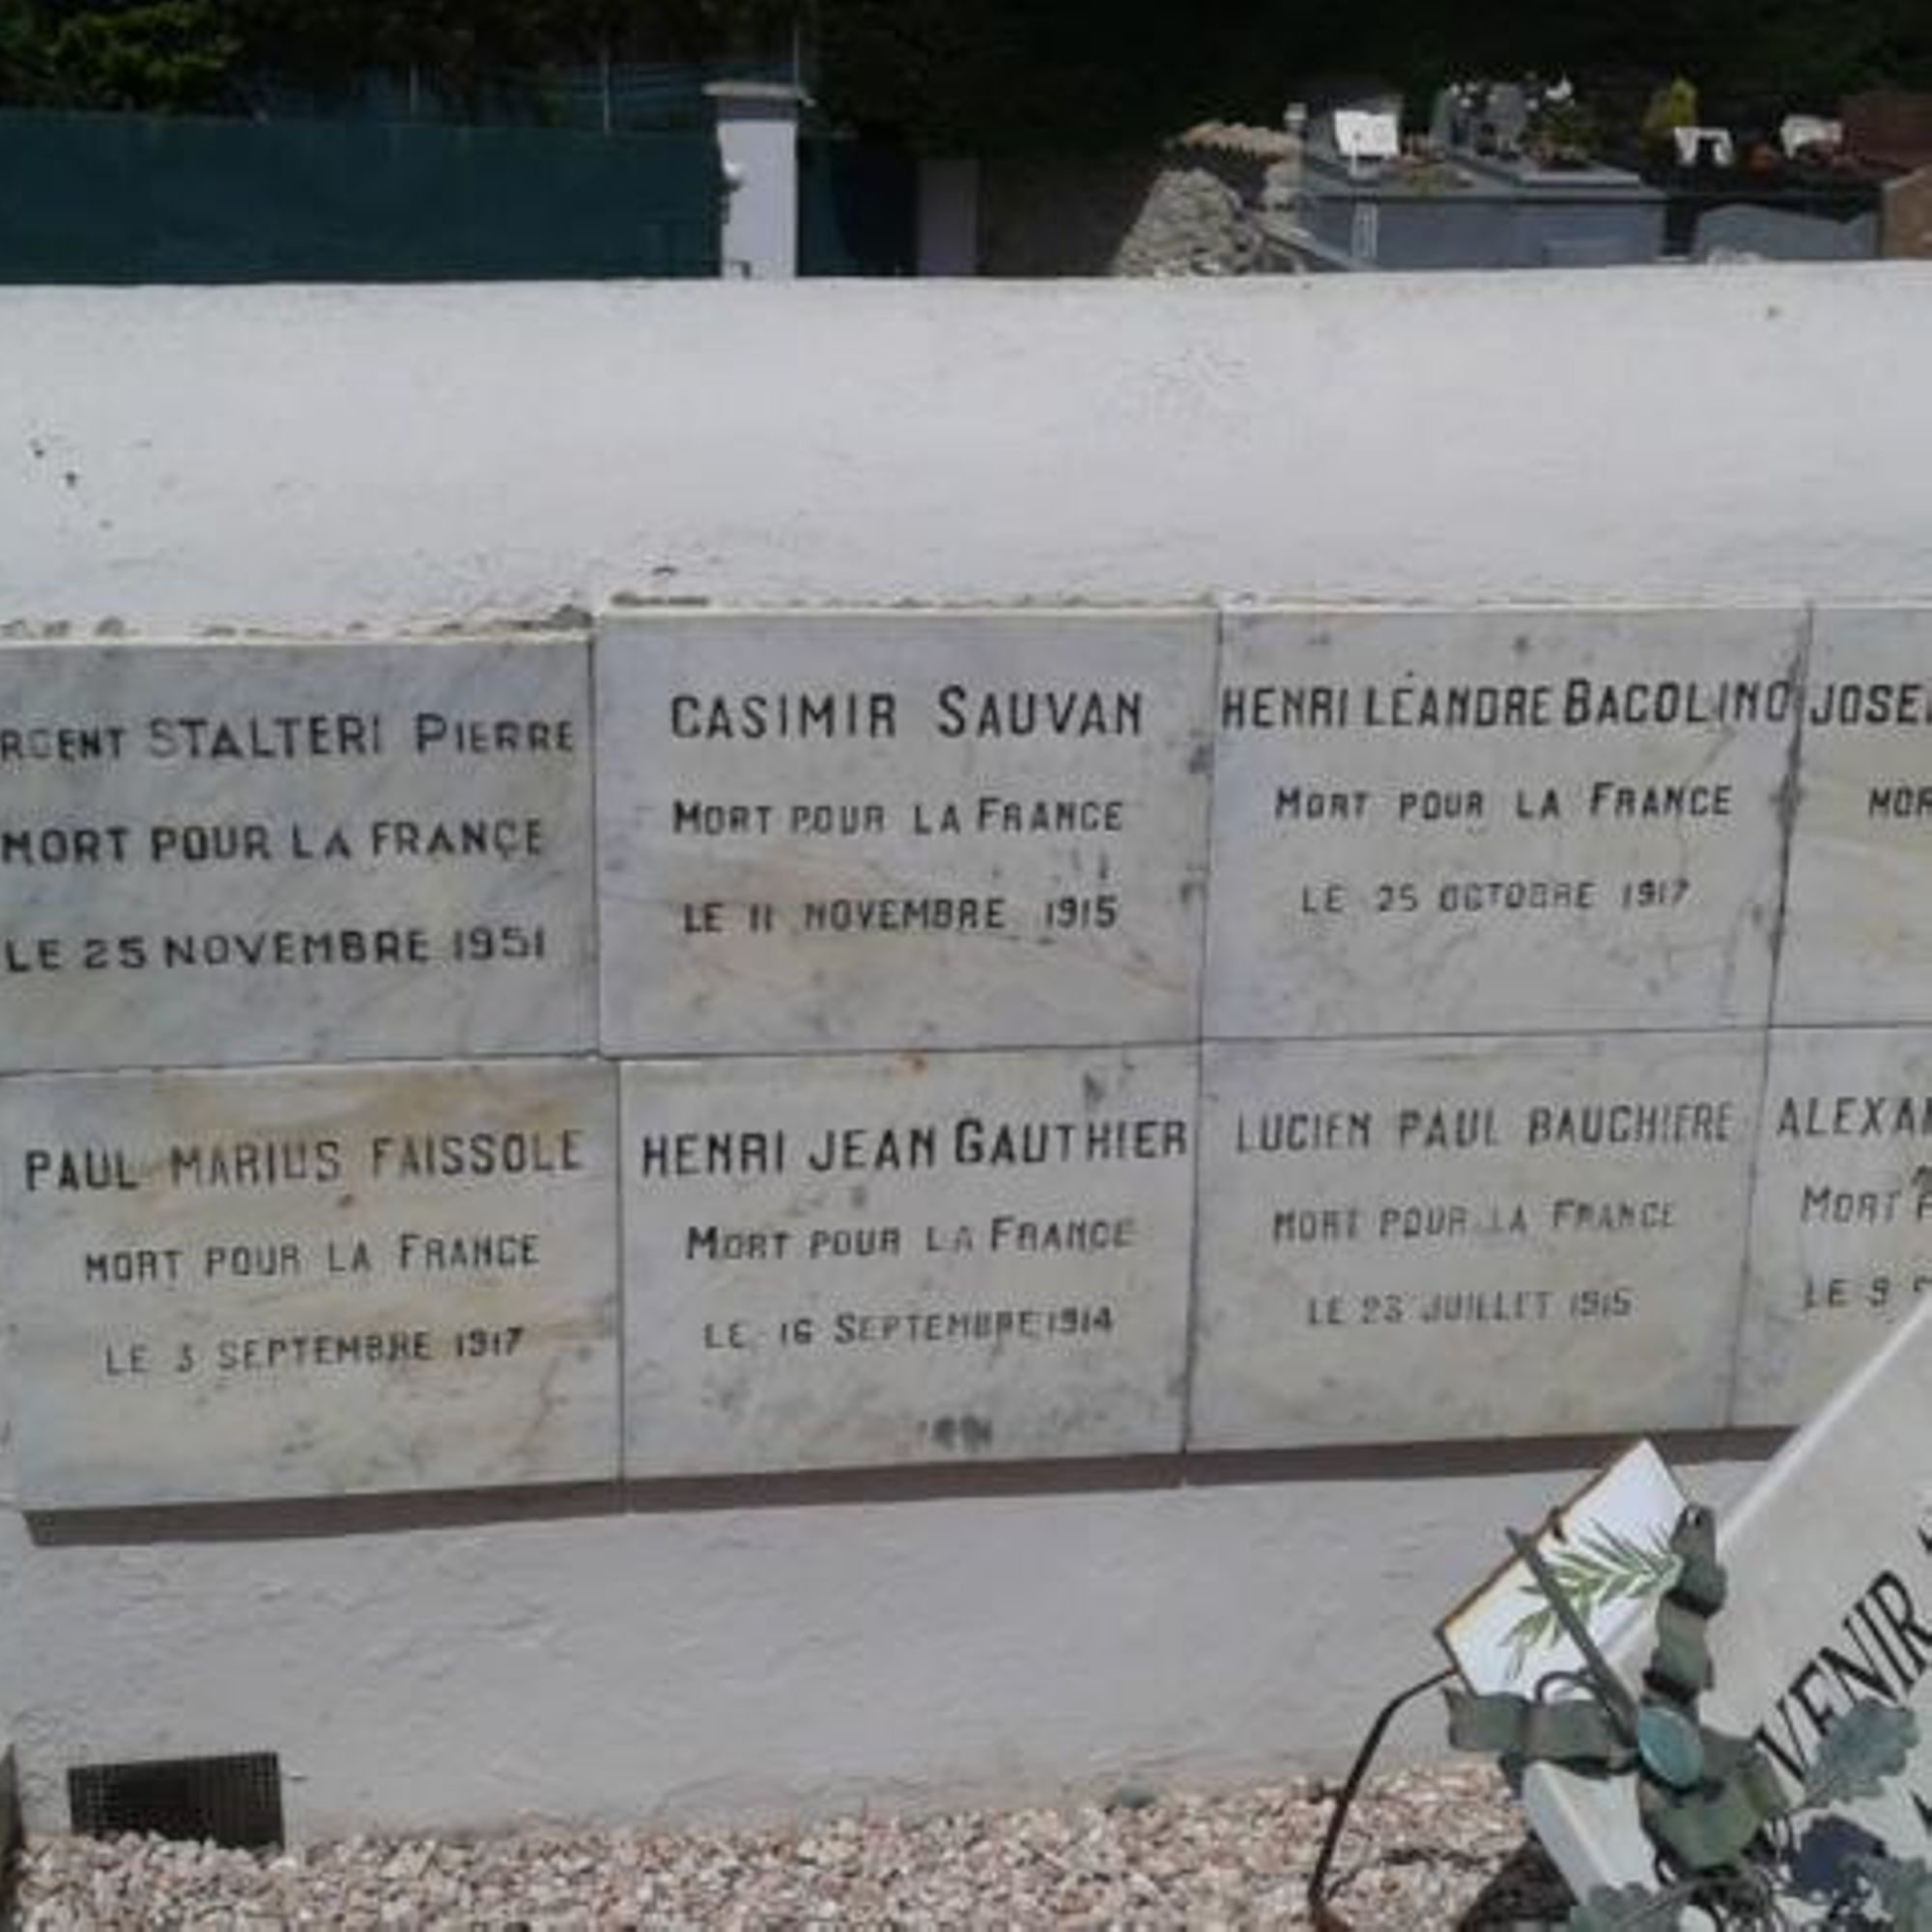 RGENT STALTERI PIERRE
MORT POUR LA FRANCE
LE 25 NOVEMBRE 1951
CASIMIR SAUVAN
MORT POUR LA FRANCE
LE 11 NOVEMBRE 1915
HENRI LÉANDRE BACOLINO
MORT POUR LA FRANCE
LE 25 OCTOBRE 1917
JOSE
MOR
PAUL MARIUS FAISSOLE
MORT POUR LA FRANCE
LE 3 SEPTEMBRE 1917
HENRI JEAN GAUTHIER
MORT POUR LA FRANCE
LE 16 SEPTEMBRE 1914
LUCIEN PAUL BAUCHIERE
MORT POUR LA FRANCE
LE 23 JUILLET 1915
ALEXA
MORT P
LE 9
VENIR